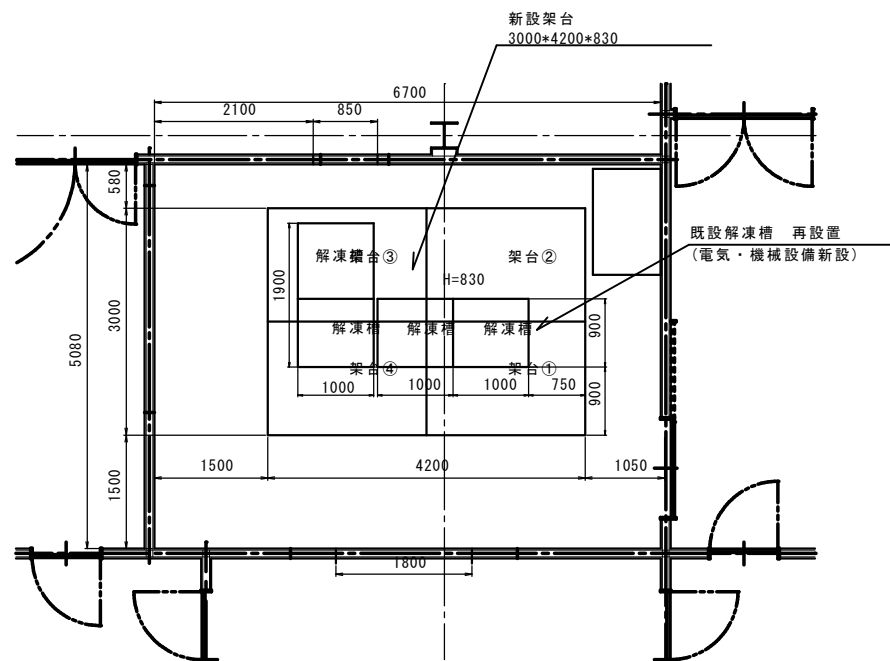 新設架台
3000*4200*830
6700
2100
850
580
既設解凍槽 再設置
(電気・機械設備新設)
解凍槽
架台③
架台②
H=830
1900
3000
5080
解凍槽
解凍槽
解凍槽
900
架台④
架台①
1000
1000
1000
750
900
1500
4200
1050
1500
1800